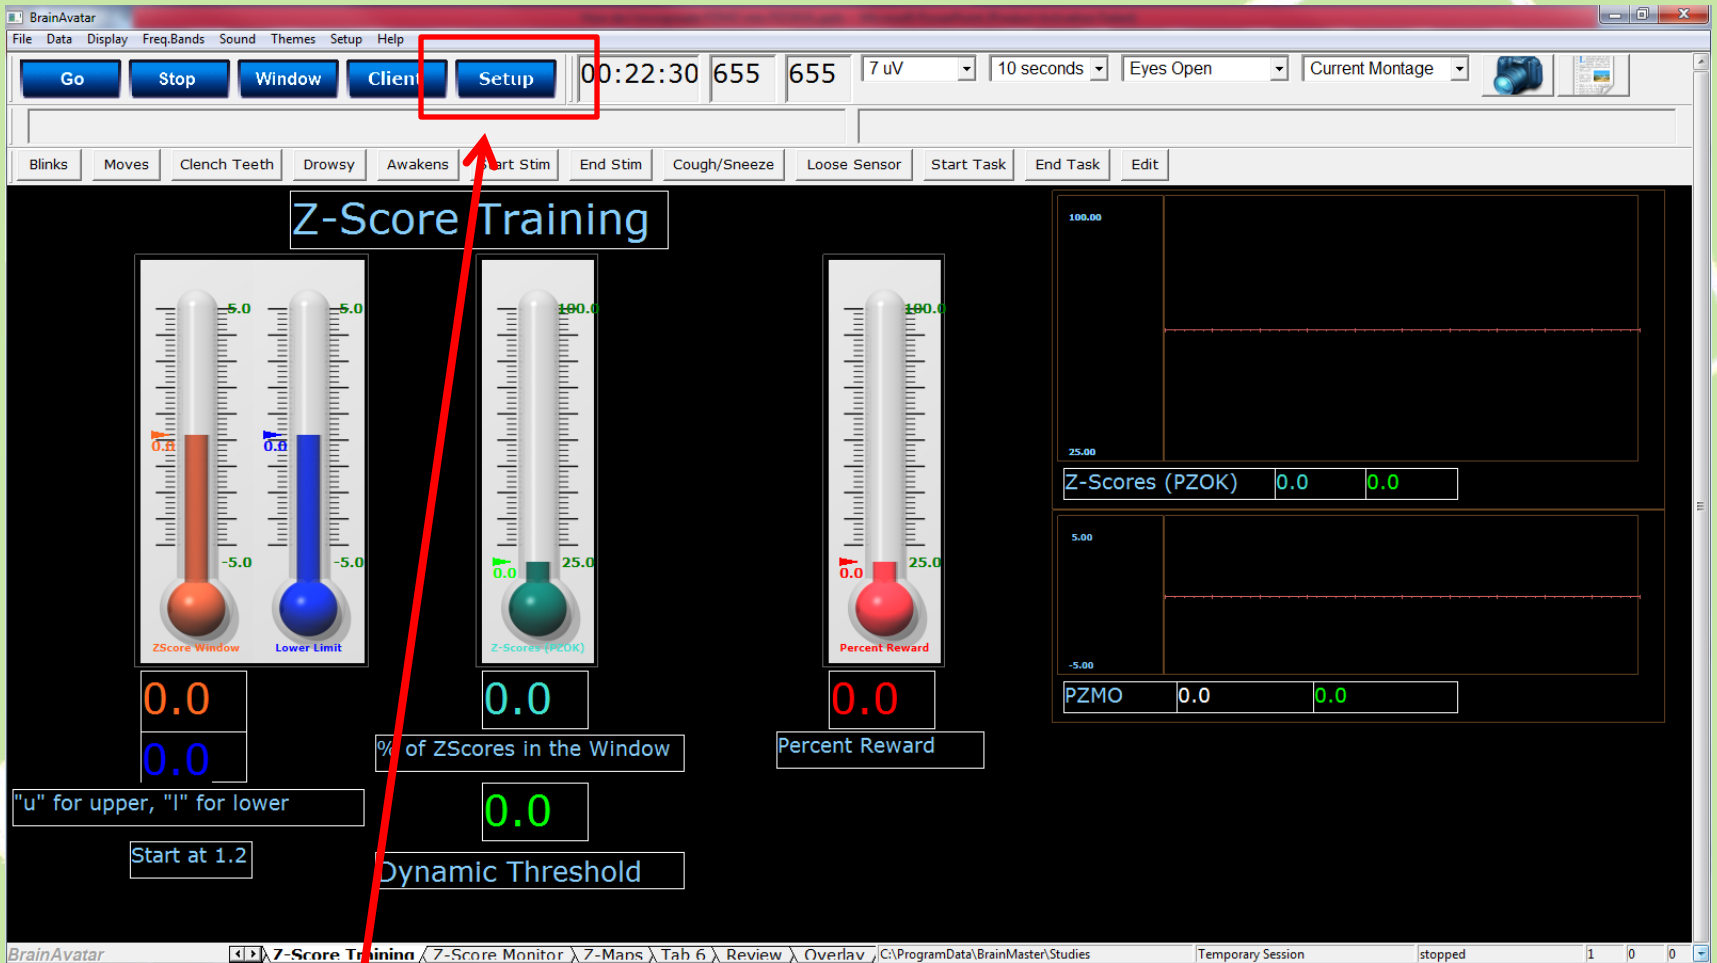 BrainAvatar
File Data Display Freq.Bands Sound Themes Setup Help
Go Stop Window Client Setup 00:22:30 655 655 7 uV 10 seconds Eyes Open Current Montage
Blinks Moves Clench Teeth Drowsy Awakens Start Stim End Stim Cough/Sneeze Loose Sensor Start Task End Task Edit
Z-Score Training
5.0 5.0 100.0 100.0
0.0 0.0
-5.0 -5.0 25.0 25.0
0.0 0.0
ZScore Window Lower Limit Z-Scores (PZOK) Percent Reward
0.0 0.0 0.0
0.0
% of ZScores in the Window
Percent Reward
"u" for upper, "l" for lower
0.0
Start at 1.2
Dynamic Threshold
100.00
25.00
Z-Scores (PZOK) 0.0 0.0
5.00
-5.00
PZMO 0.0 0.0
BrainAvatar Z-Score Training Z-Score Monitor Z-Maps Tab 6 Review Overlay C:\ProgramData\BrainMaster\Studies Temporary Session stopped 1 0 0